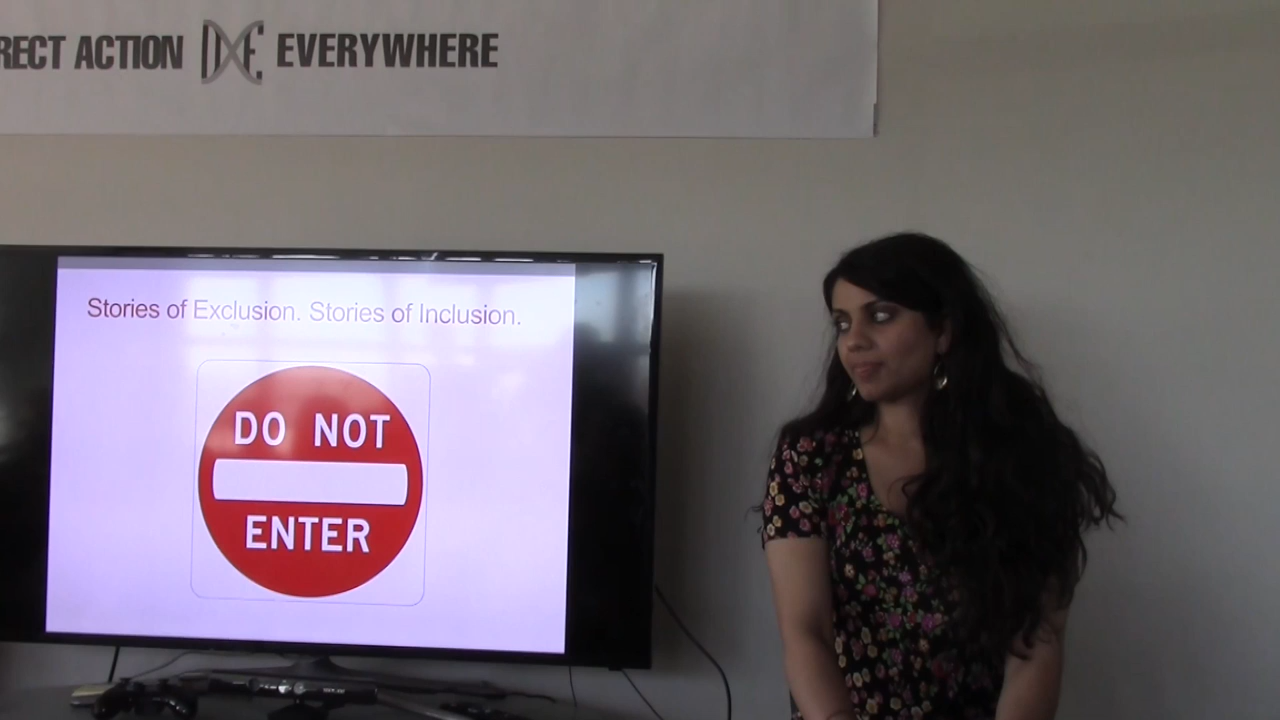 RECT ACTION DXE EVERYWHERE
Stories of Exclusion. Stories of Inclusion.
DO NOT
ENTER